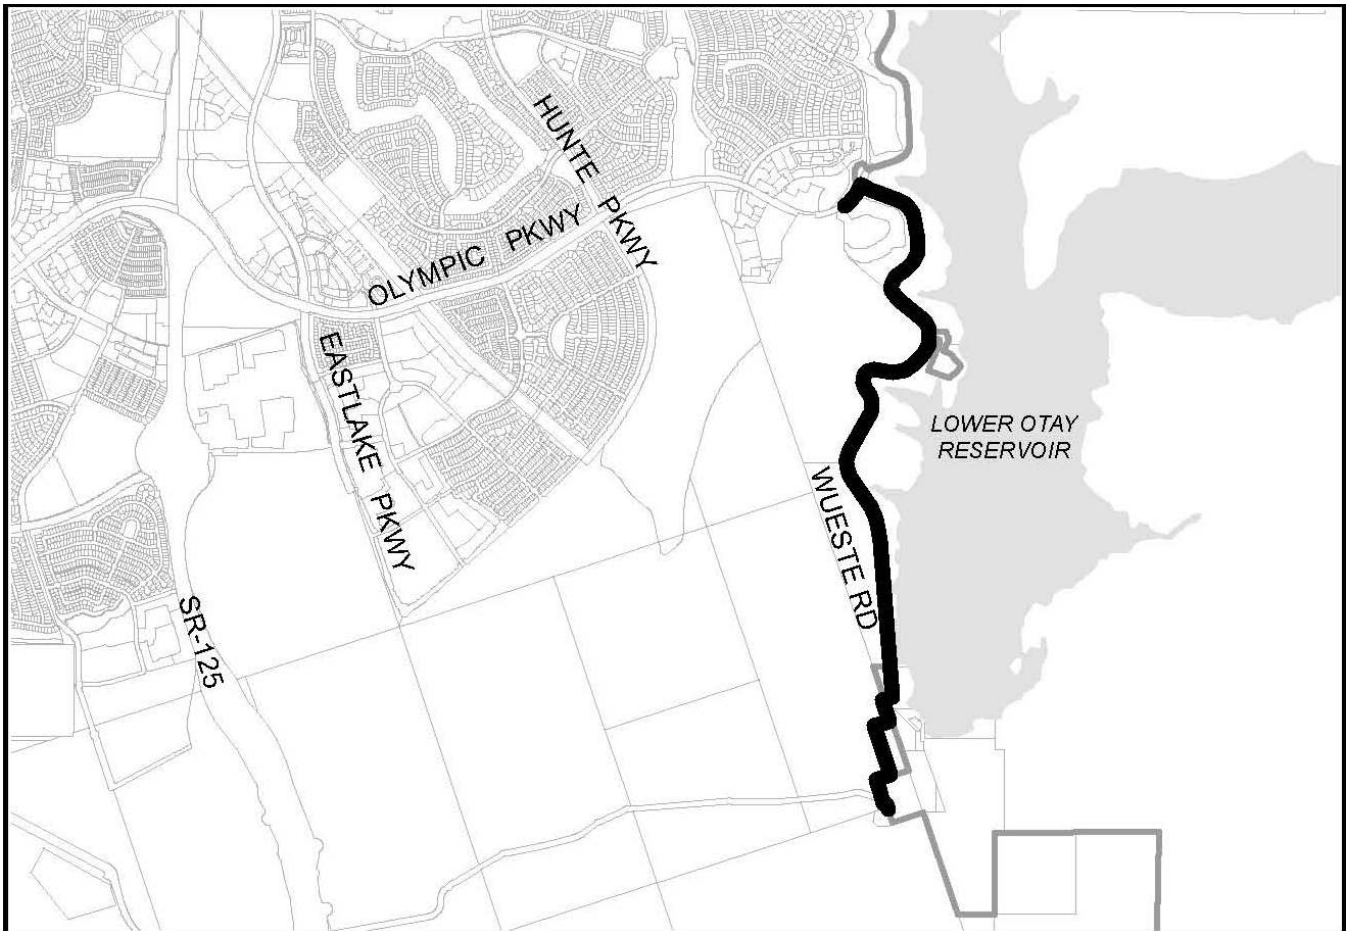 HUNTE PKWY
OLYMPIC PKWY
EASTLAKE PKWY
LOWER OTAY
RESERVOIR
WUESTE RD
SR-125